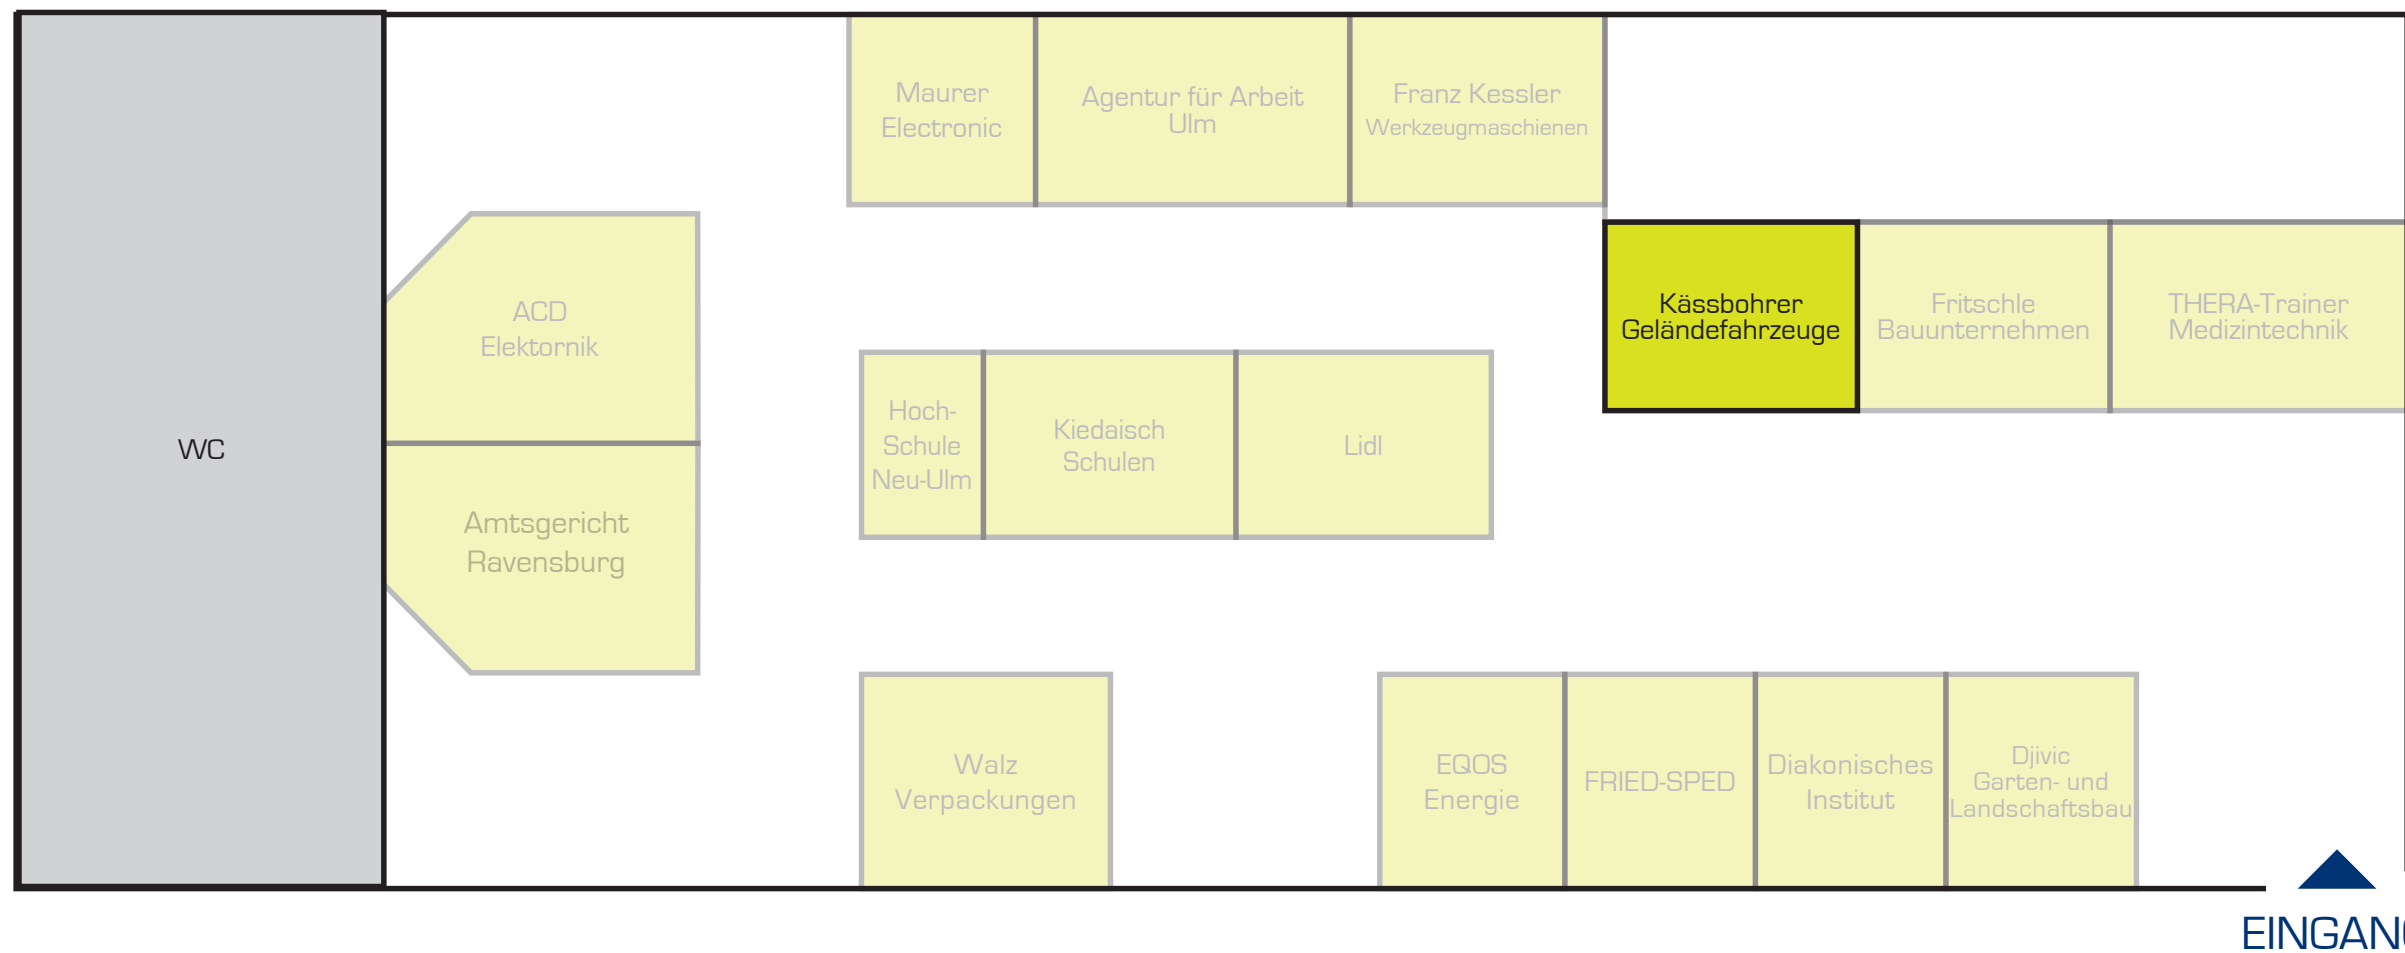 Maurer
Electronic
Agentur für Arbeit
Ulm
Franz Kessler
Werkzeugmaschienen
ACD
Elektornik
Kässbohrer
Geländefahrzeuge
Fritschle
Bauunternehmen
THERA-Trainer
Medizintechnik
WC
Hoch-
Schule
Neu-Ulm
Kiedaisch
Schulen
Lidl
Amtsgericht
Ravensburg
Walz
Verpackungen
EQOS
Energie
FRIED-SPED
Diakonisches
Institut
Djivic
Garten- und
Landschaftsbau
EINGANG